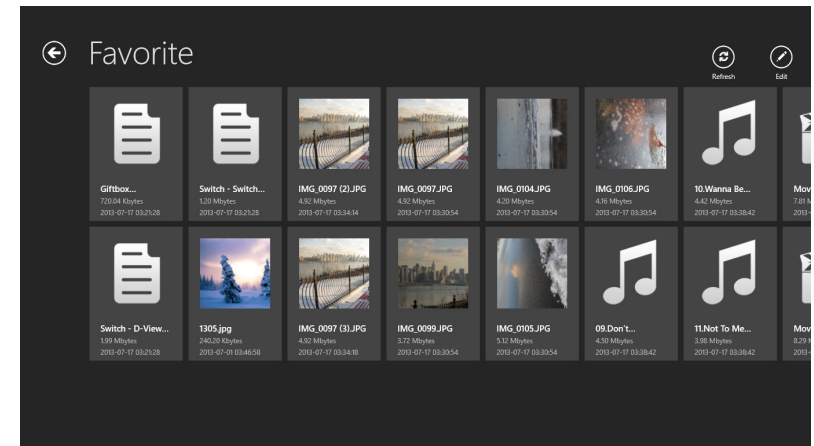 Favorite
Refresh
Edit
Giftbox...
720.04 Kbytes
2013-07-17 03:21:28
Switch - Switch...
1.20 Mbytes
2013-07-17 03:21:28
IMG_0097 (2).JPG
4.92 Mbytes
2013-07-17 03:34:14
IMG_0097.JPG
4.92 Mbytes
2013-07-17 03:30:54
IMG_0104.JPG
4.20 Mbytes
2013-07-17 03:30:54
IMG_0106.JPG
4.16 Mbytes
2013-07-17 03:30:54
10.Wanna Be...
4.42 Mbytes
2013-07-17 03:38:42
Mov
7.81 M
2013-
Switch - D-View...
1.99 Mbytes
2013-07-17 03:21:28
1305.jpg
240.20 Kbytes
2013-07-01 03:46:58
IMG_0097 (3).JPG
4.92 Mbytes
2013-07-17 03:34:18
IMG_0099.JPG
3.72 Mbytes
2013-07-17 03:30:54
IMG_0105.JPG
5.12 Mbytes
2013-07-17 03:30:54
09.Don't...
4.50 Mbytes
2013-07-17 03:38:42
11.Not To Me...
3.98 Mbytes
2013-07-17 03:38:42
Mov
8.29 M
2013-